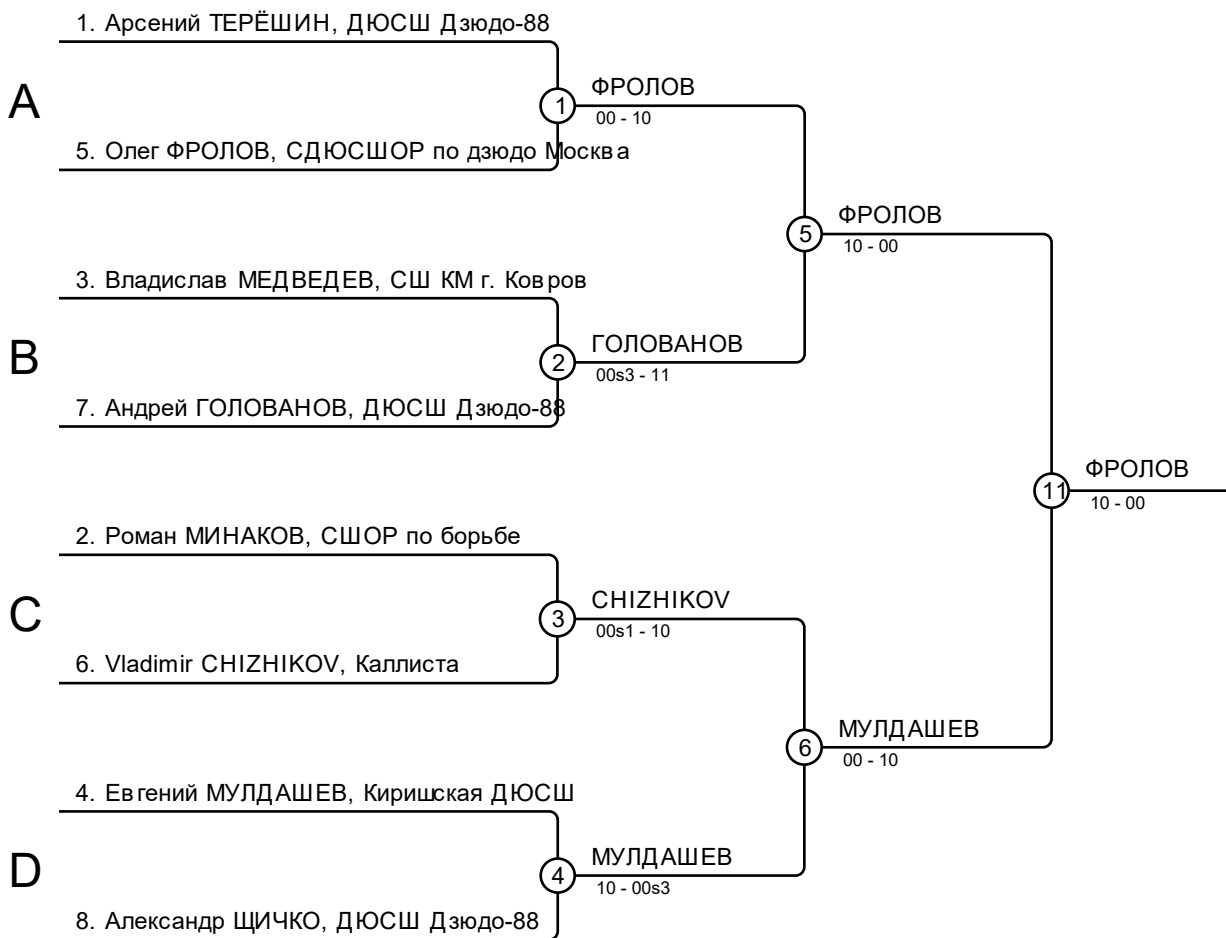 1. Арсений ТЕРЁШИН, ДЮСШ Дзюдо-88
A
1
ФРОЛОВ
00 - 10
5. Олег ФРОЛОВ, СДЮСШОР по дзюдо Москва
5
ФРОЛОВ
10 - 00
3. Владислав МЕДВЕДЕВ, СШ КМ г. Ковров
B
2
ГОЛОВАНОВ
00s3 - 11
7. Андрей ГОЛОВАНОВ, ДЮСШ Дзюдо-88
11
ФРОЛОВ
10 - 00
2. Роман МИНАКОВ, СШОР по борьбе
C
3
CHIZHIKOV
00s1 - 10
6. Vladimir CHIZHIKOV, Каллиста
6
МУЛДАШЕВ
00 - 10
4. Евгений МУЛДАШЕВ, Киришская ДЮСШ
D
4
МУЛДАШЕВ
10 - 00s3
8. Александр ЩИЧКО, ДЮСШ Дзюдо-88